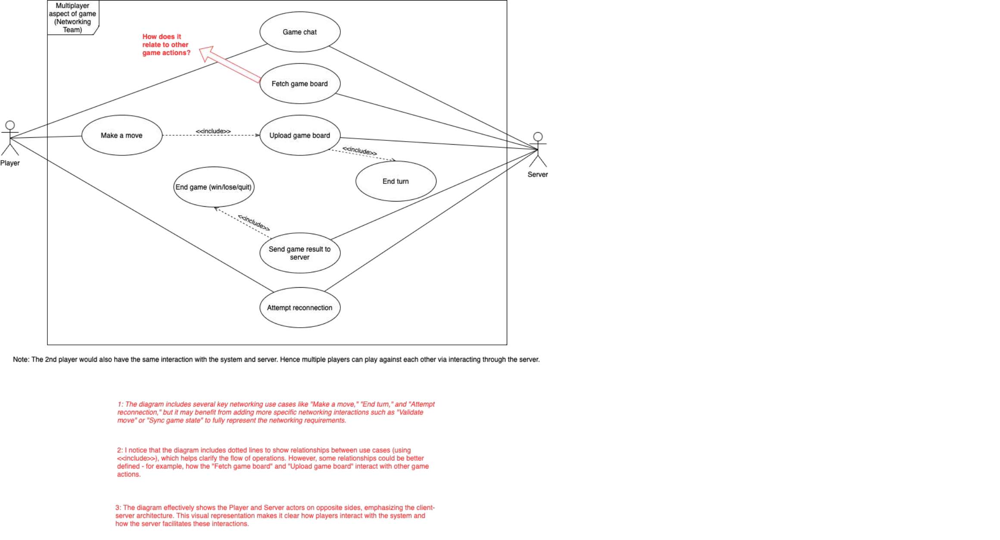 Multiplayer
aspect of game
(Networking
Team)
Game chat
How does it
relate to other
game actions?
Fetch game board
Make a move
<<include>>
Upload game board
<<include>>
Player
Server
End turn
End game (win/lose/quit)
<<include>>
Send game result to
server
Attempt reconnection
Note: The 2nd player would also have the same interaction with the system and server. Hence multiple players can play against each other via interacting through the server.
1: The diagram includes several key networking use cases like "Make a move," "End turn," and "Attempt
reconnection," but it may benefit from adding more specific networking interactions such as "Validate
move" or "Sync game state" to fully represent the networking requirements.
2: I notice that the diagram includes dotted lines to show relationships between use cases (using
<<include>>), which helps clarify the flow of operations. However, some relationships could be better
defined - for example, how the "Fetch game board" and "Upload game board" interact with other game
actions.
3: The diagram effectively shows the Player and Server actors on opposite sides, emphasizing the client-
server architecture. This visual representation makes it clear how players interact with the system and
how the server facilitates these interactions.